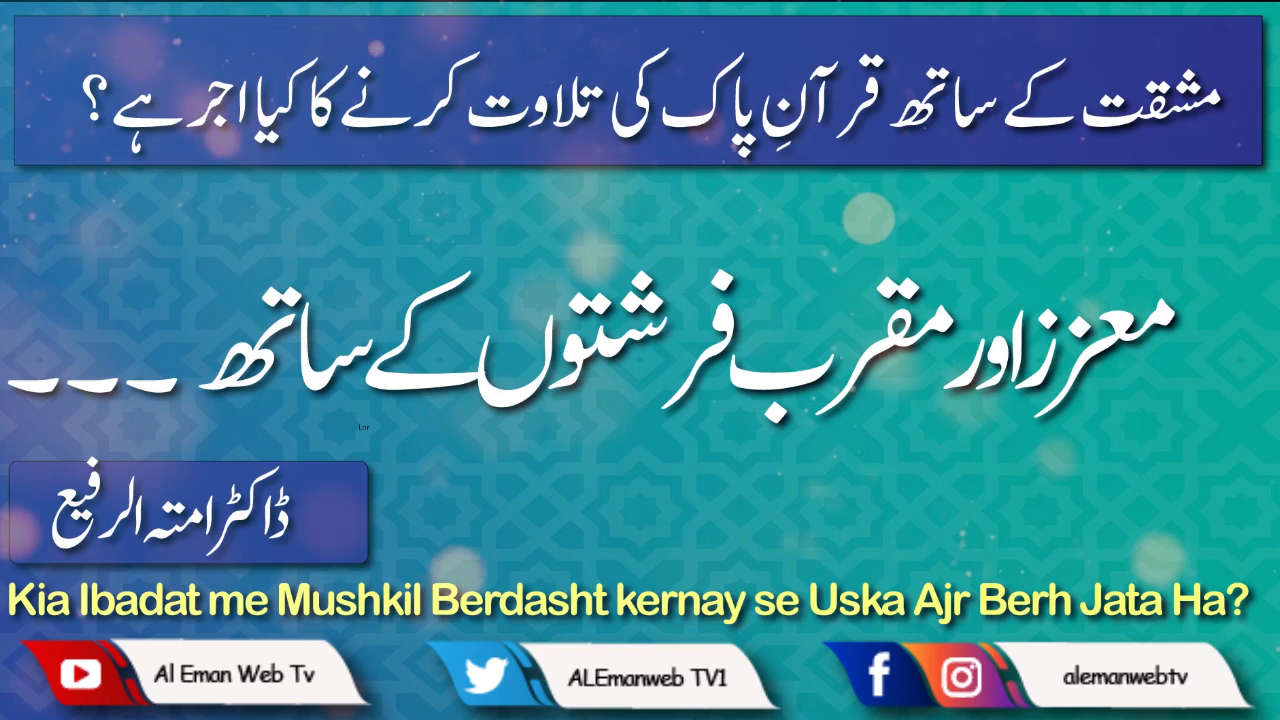 مشقت کے ساتھ قرآنِ پاک کی تلاوت کرنے کا کیا اجر ہے؟
معزز اور مقرب فرشتوں کے ساتھ ۔۔۔
tor
ڈاکٹر امتہ الرفیع
Kia Ibadat me Mushkil Berdasht kernay se Uska Ajr Berh Jata Ha?
Al Eman Web Tv
ALEmanweb TV1
alemanwebtv